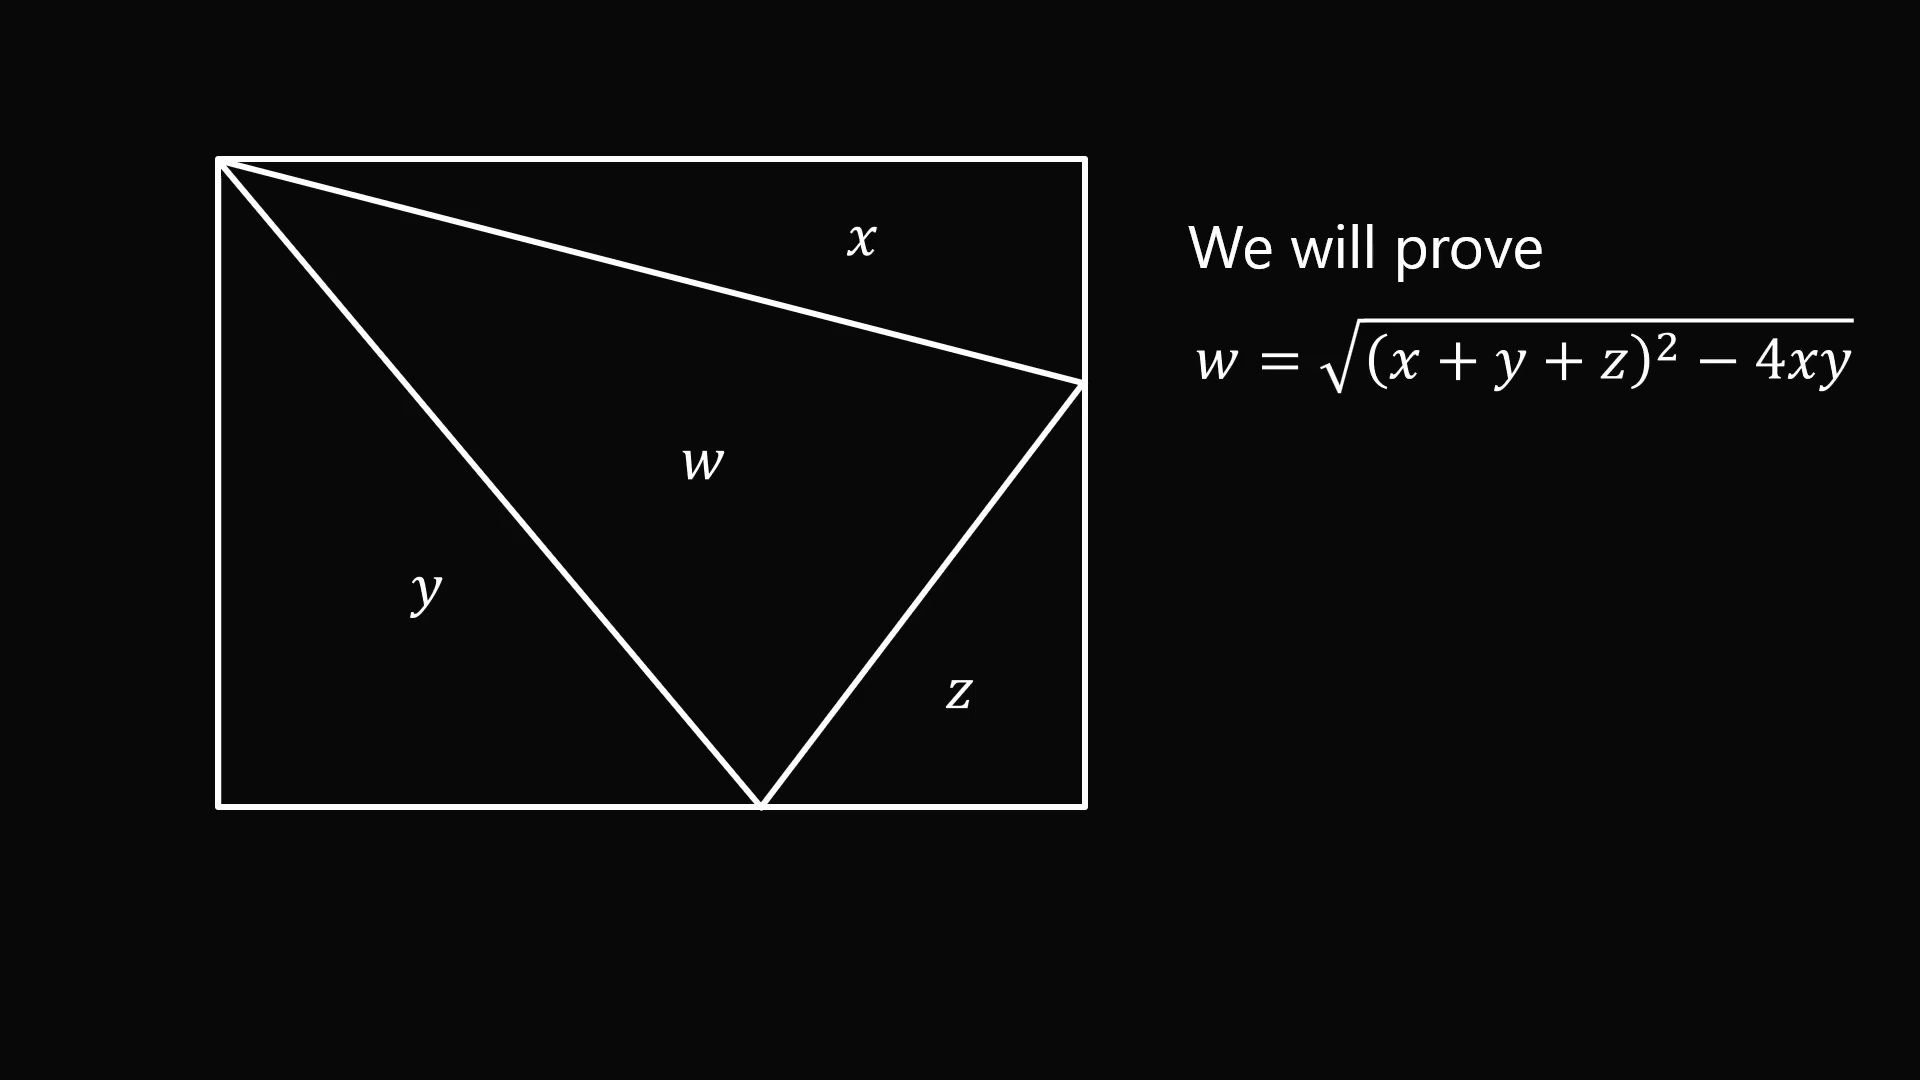 x
We will prove
w = √(x + y + z)² − 4xy
w
y
z